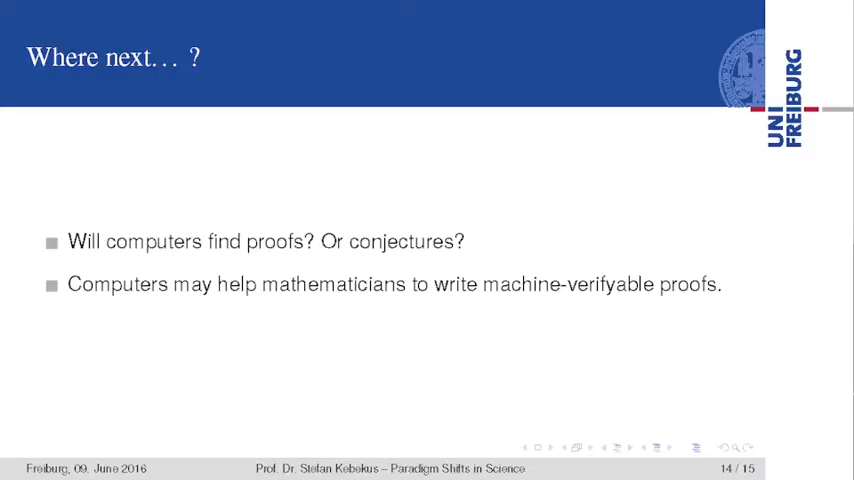 Where next… ?
UNI
FREIBURG
Will computers find proofs? Or conjectures?
Computers may help mathematicians to write machine-verifyable proofs.
Freiburg, 09. June 2016
Prof. Dr. Stefan Kebekus – Paradigm Shifts in Science
14 / 15